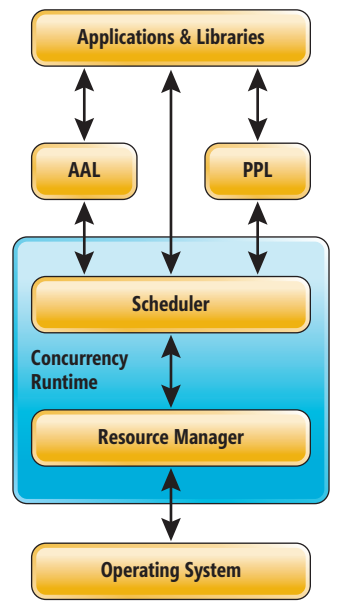 Applications & Libraries
AAL
PPL
Scheduler
Concurrency
Runtime
Resource Manager
Operating System